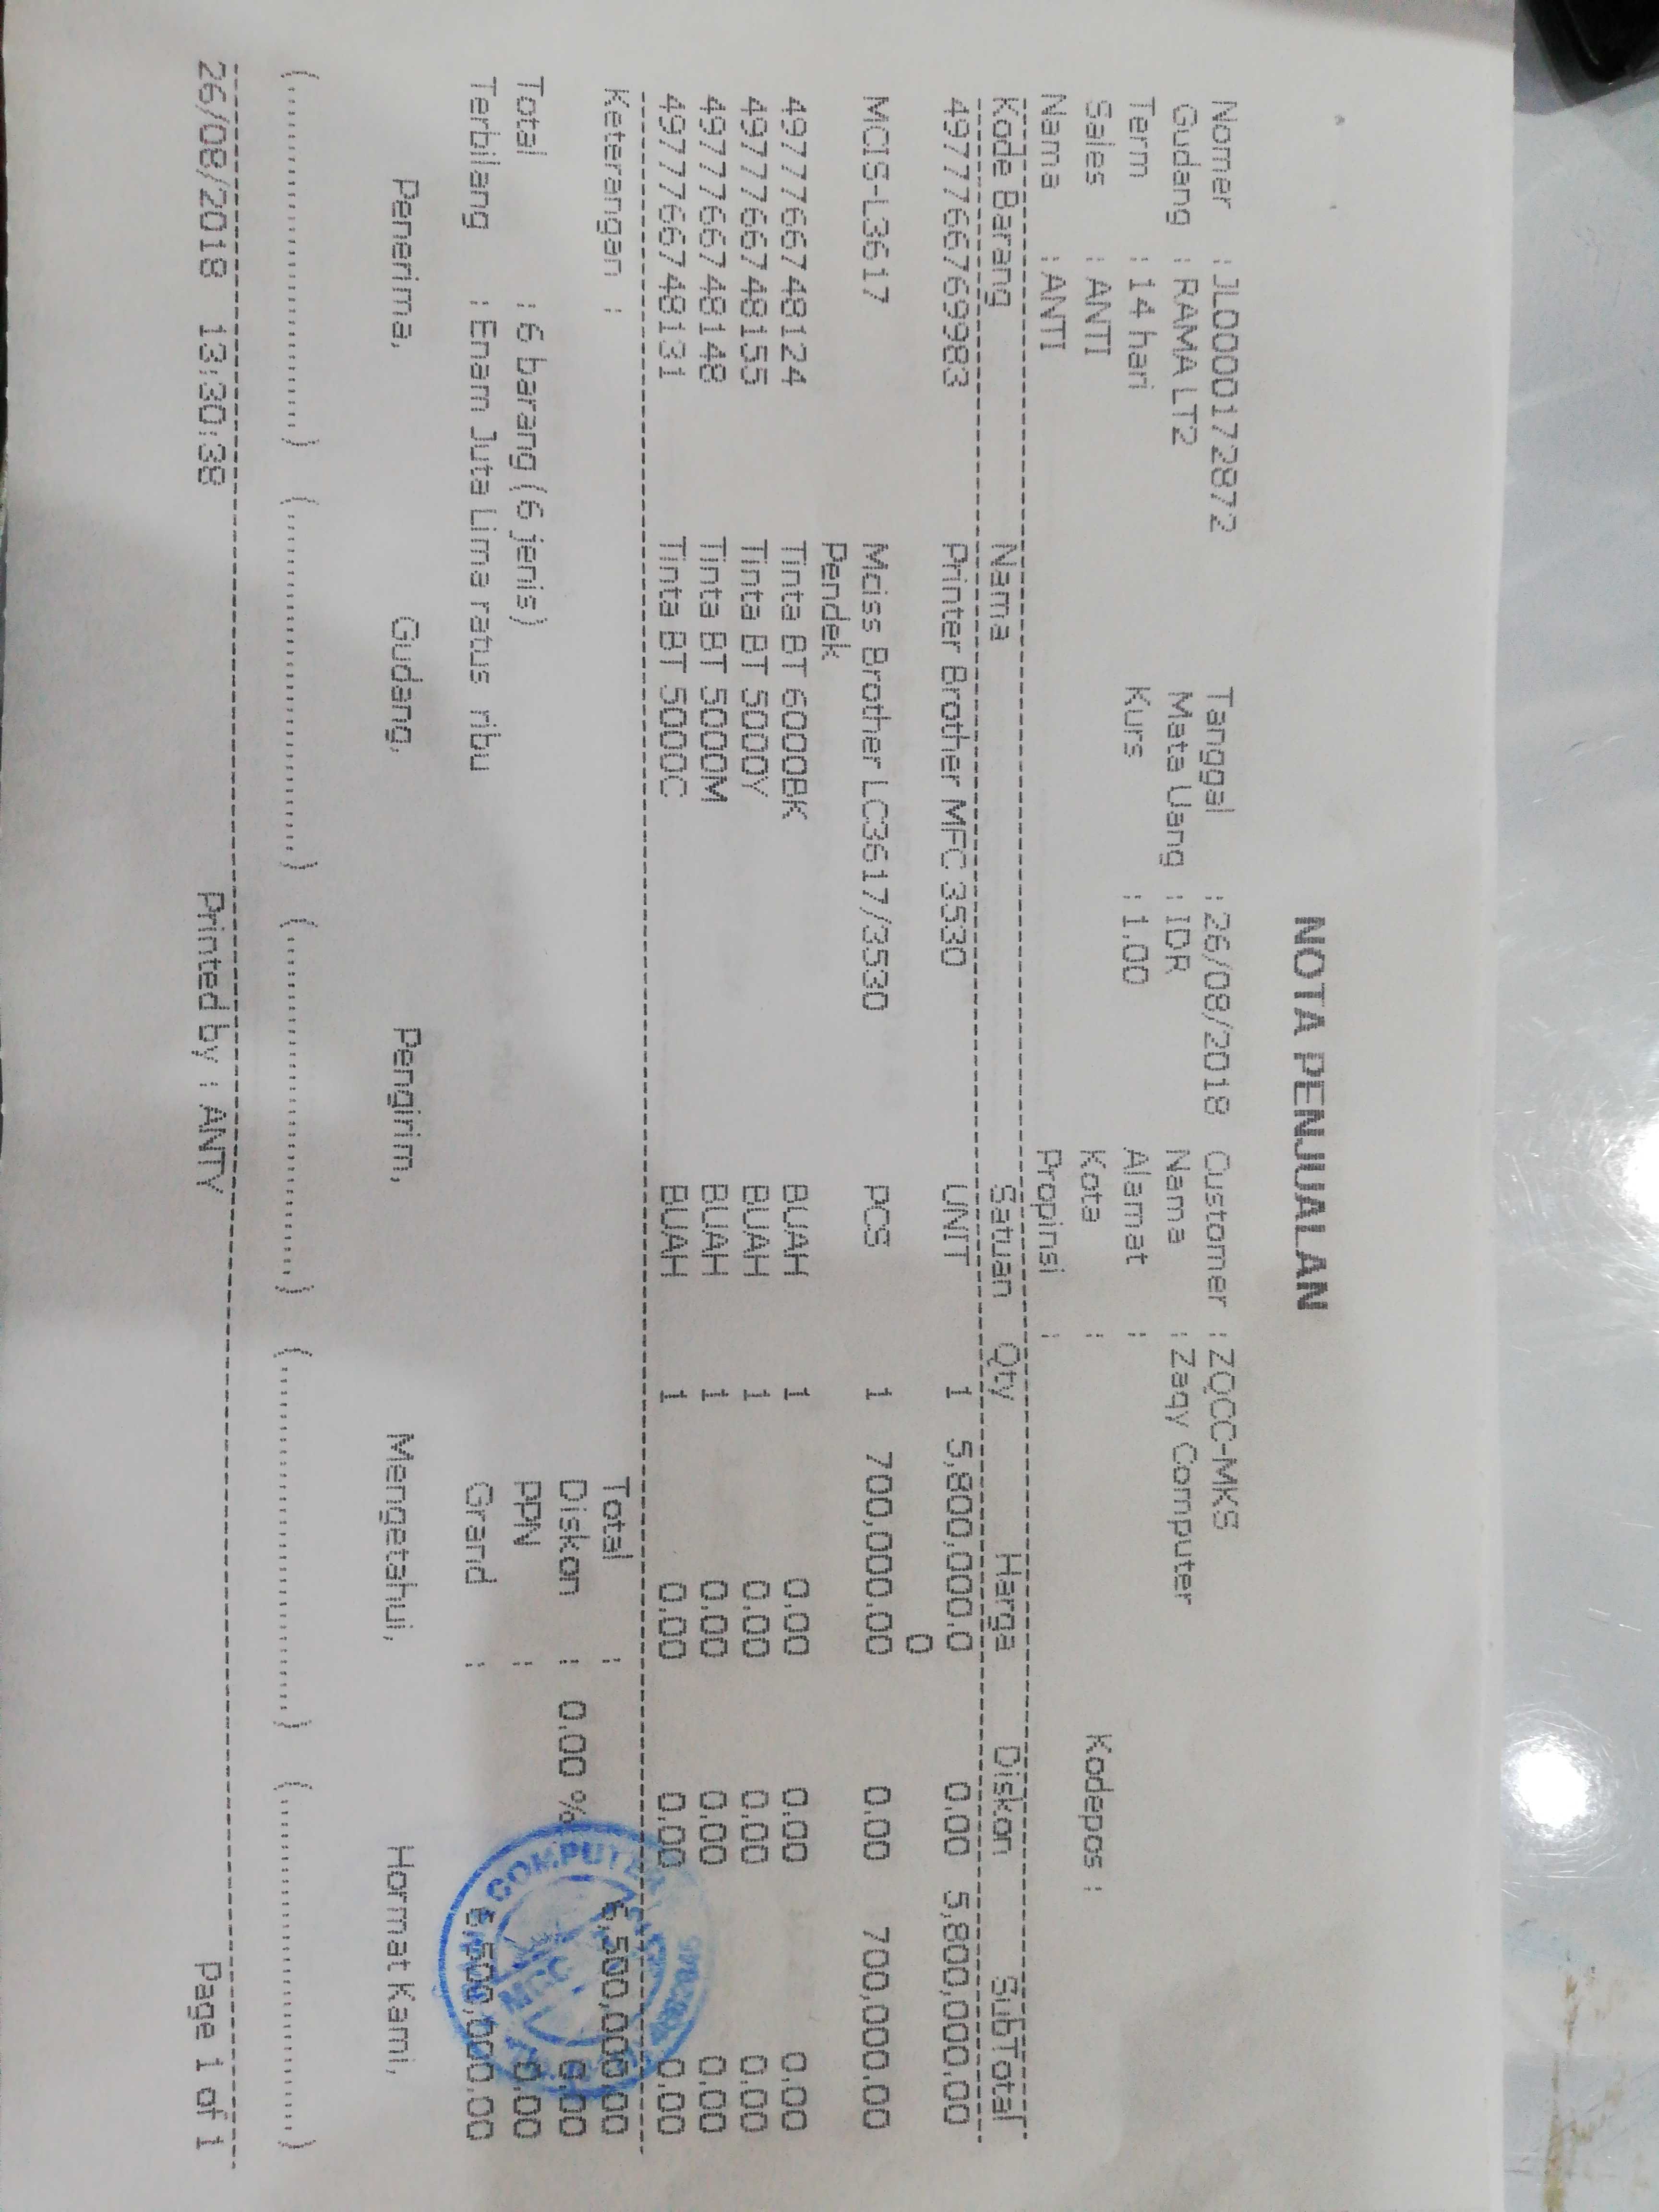 NOTA PENJUALAN
Nomer : JL0000172872 Tanggal : 26/08/2018 Customer : ZQCC-MKS
Gudang : RAMA LT2 Mata Uang : IDR Nama : Zaqy Computer
Term : 14 hari Kurs : 1.00 Alamat :
Sales : ANTI Kota : Kodepos :
Nama : ANTI Propinsi :
Kode Barang Nama Satuan Qty Harga Diskon SubTotal
4977766769983 Printer Brother MFC 3530 UNIT 1 5,800,000.0 0.00 5,800,000.00
0
MCIS-L3617 Mciss Brother LC3617/3530 PCS 1 700,000.00 0.00 700,000.00
Pendek
4977766748124 Tinta BT 6000BK BUAH 1 0.00 0.00 0.00
4977766748155 Tinta BT 5000Y BUAH 1 0.00 0.00 0.00
4977766748148 Tinta BT 5000M BUAH 1 0.00 0.00 0.00
4977766748131 Tinta BT 5000C BUAH 1 0.00 0.00 0.00
Keterangan : Total : 6,500,000.00
Diskon : 0.00 % 0.00
Total : 6 barang (6 jenis) PPN : 0.00
Terbilang : Enam Juta Lima ratus ribu Grand : 6,500,000.00
COMPUTER
MCC
Penerima, Gudang, Pengirim, Mengetahui, Hormat Kami,
(..................) (..................) (..................) (..................) (..................)
26/08/2018 13:30:38 Printed by : ANTY Page 1 of 1